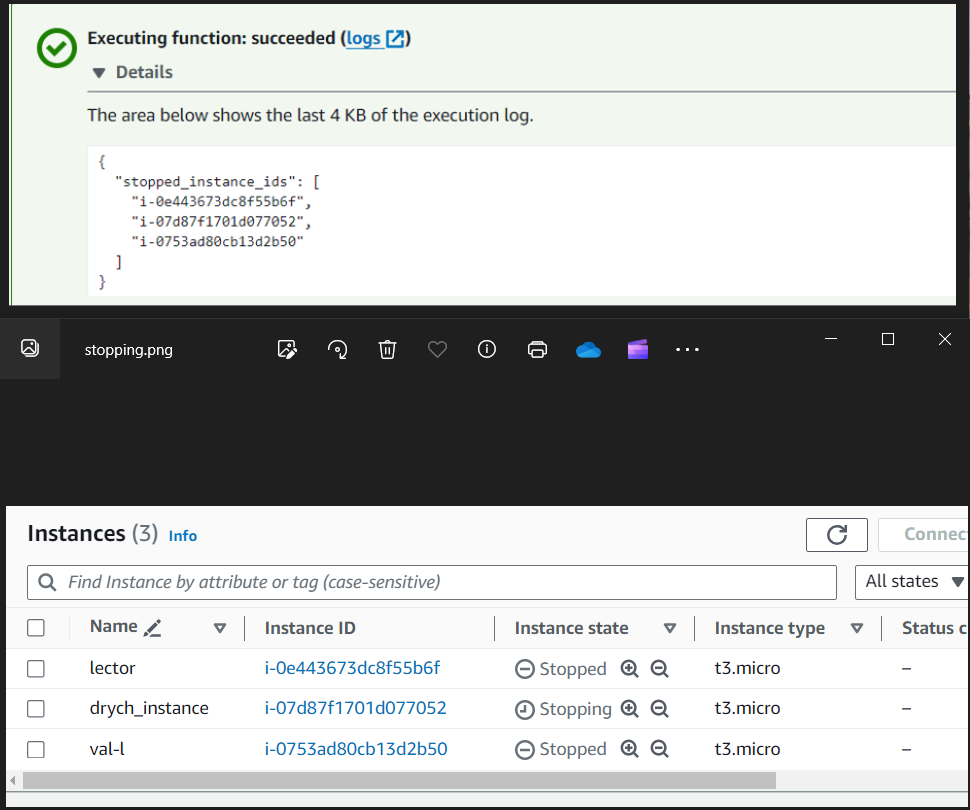 Executing function: succeeded (logs)
Details
The area below shows the last 4 KB of the execution log.
{
"stopped_instance_ids": [
"i-0e443673dc8f55b6f",
"i-07d87f1701d077052",
"i-0753ad80cb13d2b50"
]
}
stopping.png
Instances (3) Info
Connec
Find Instance by attribute or tag (case-sensitive) All states
Name Instance ID Instance state Instance type Status c
lector i-0e443673dc8f55b6f Stopped t3.micro –
drych_instance i-07d87f1701d077052 Stopping t3.micro –
val-l i-0753ad80cb13d2b50 Stopped t3.micro –